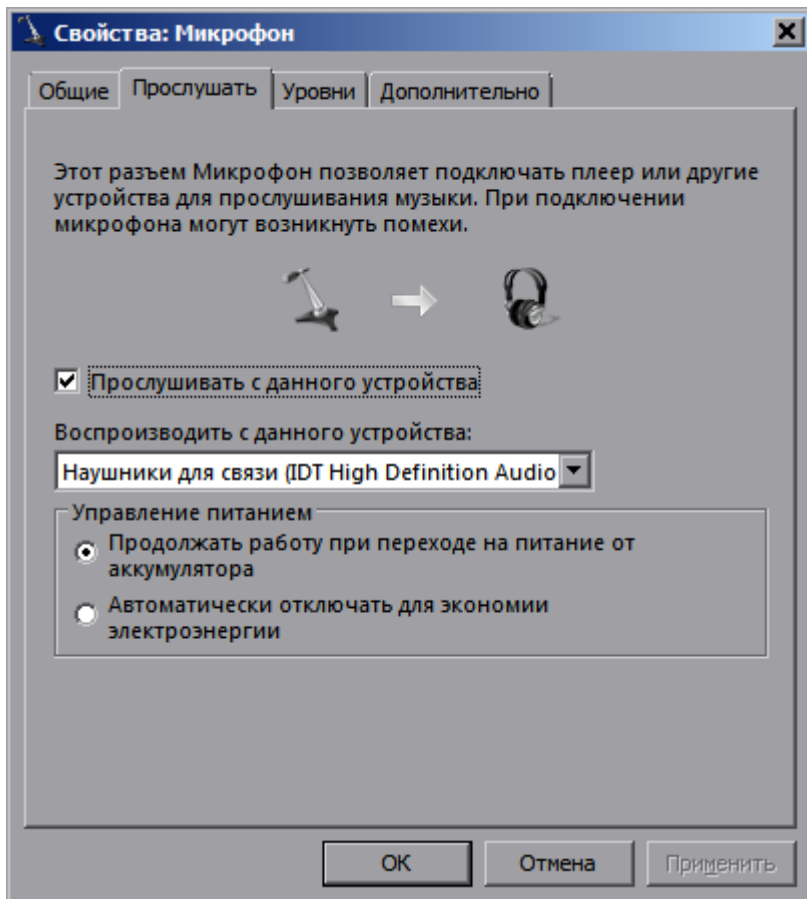 Свойства: Микрофон
Общие Прослушать Уровни Дополнительно
Этот разъем Микрофон позволяет подключать плеер или другие
устройства для прослушивания музыки. При подключении
микрофона могут возникнуть помехи.
Прослушивать с данного устройства
Воспроизводить с данного устройства:
Наушники для связи (IDT High Definition Audio
Управление питанием
Продолжать работу при переходе на питание от
аккумулятора
Автоматически отключать для экономии
электроэнергии
ОК Отмена Применить